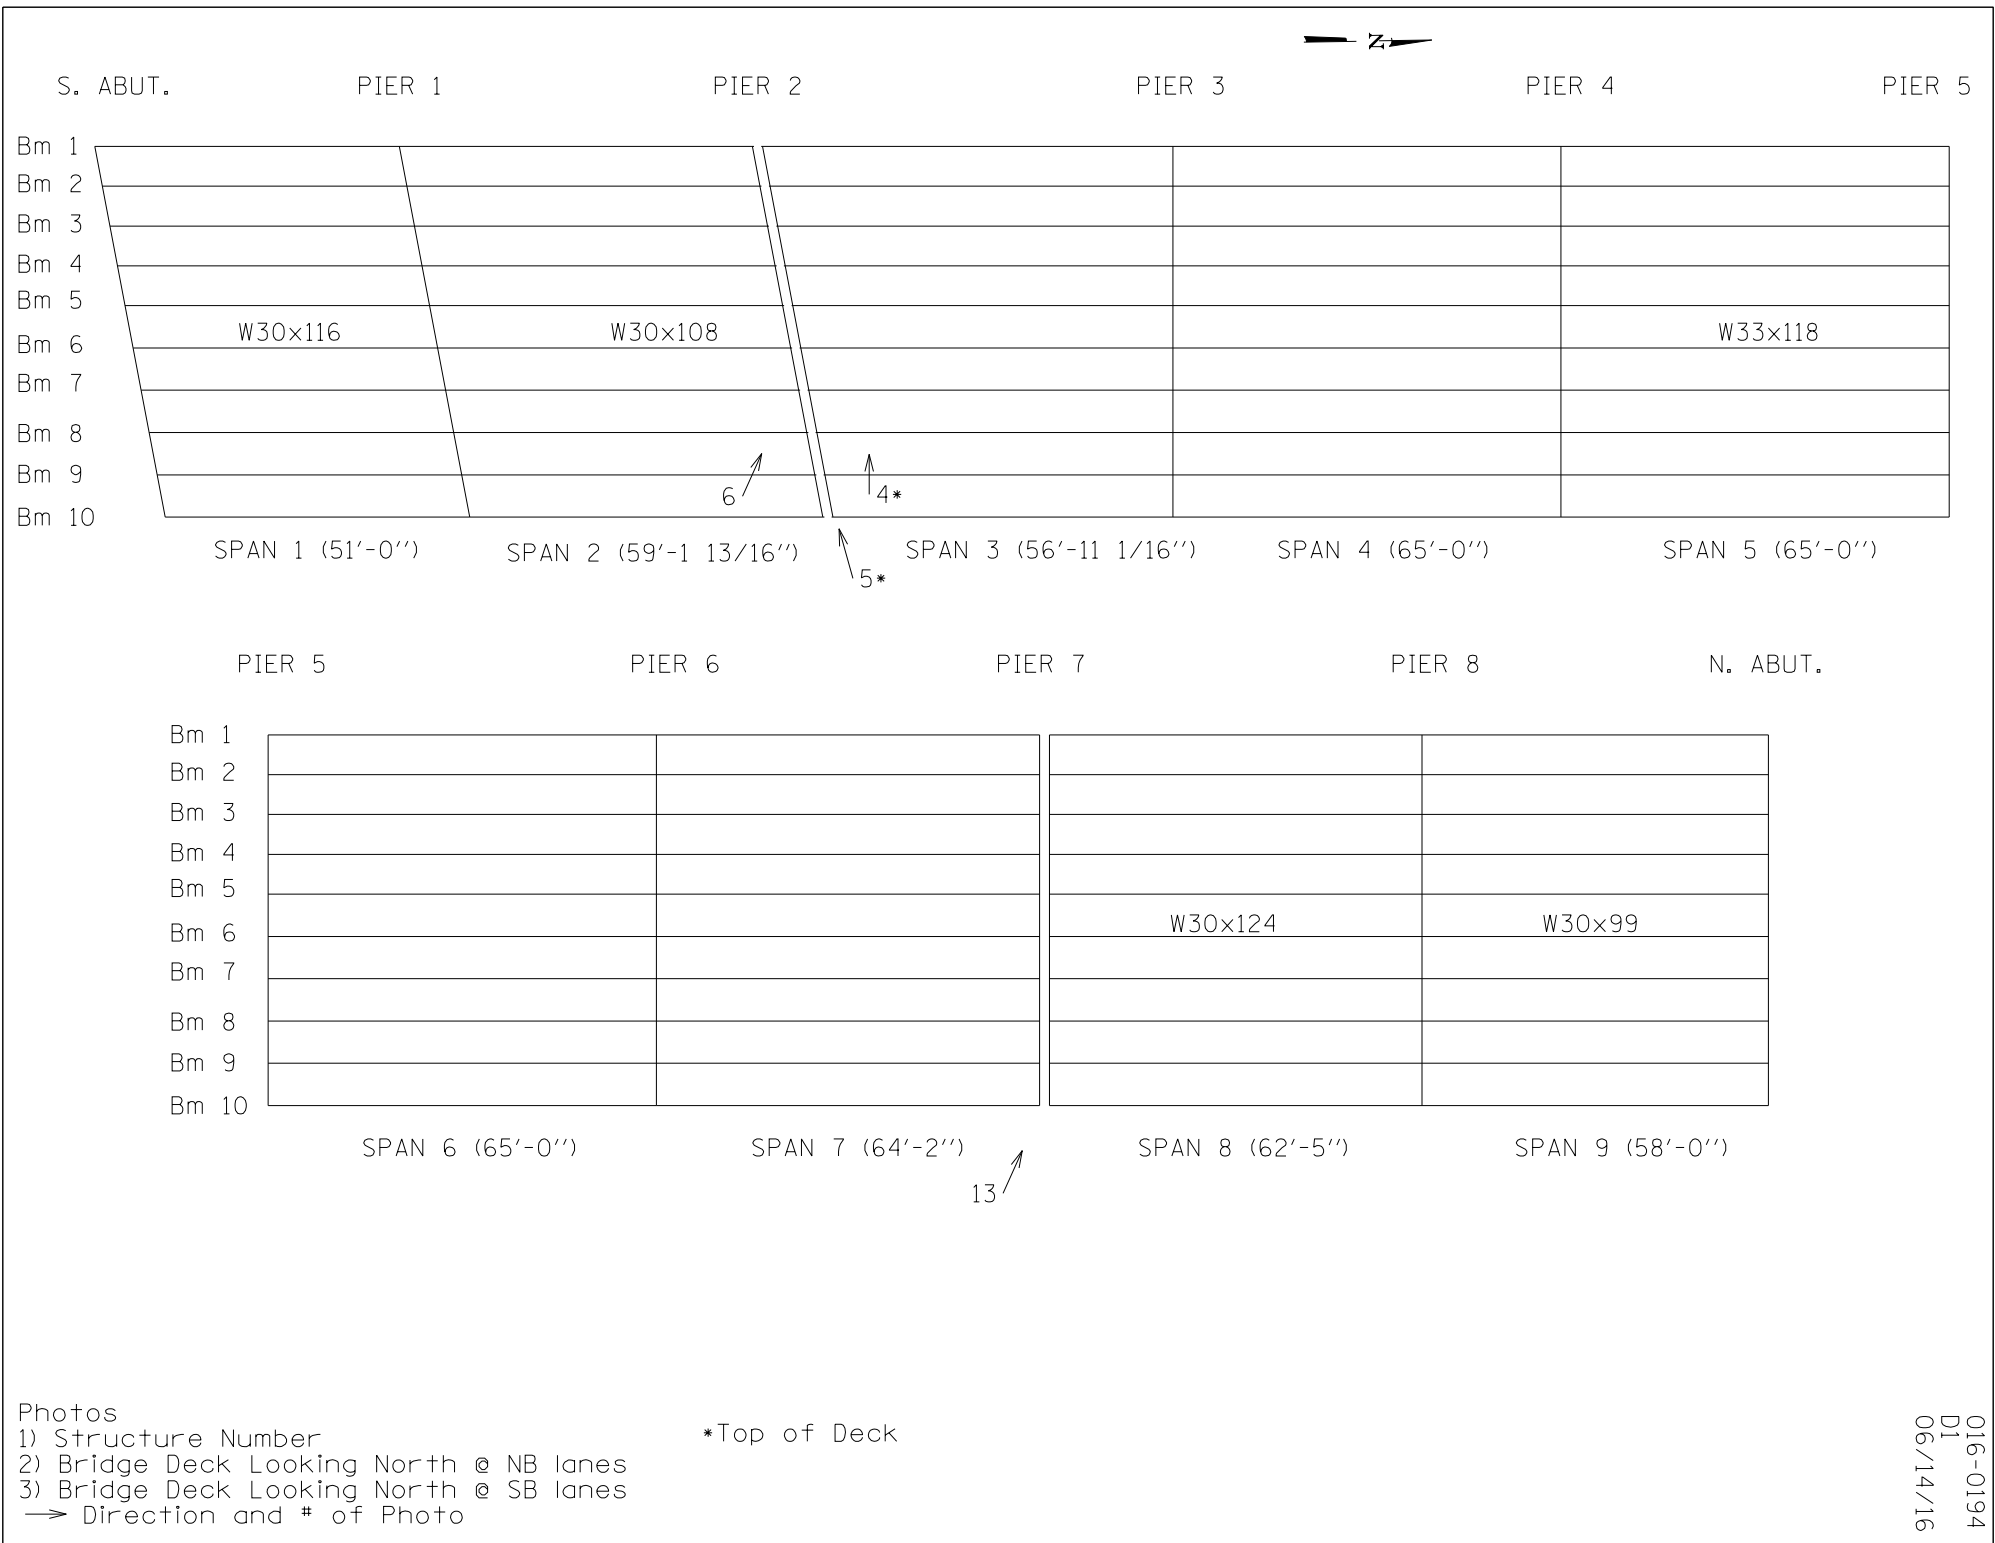 Z
S. ABUT. PIER 1 PIER 2 PIER 3 PIER 4 PIER 5
Bm 1
Bm 2
Bm 3
Bm 4
Bm 5
W30x116 W30x108 W33x118
Bm 6
Bm 7
Bm 8
Bm 9
6 4*
Bm 10
SPAN 1 (51'-0'') SPAN 2 (59'-1 13/16'') SPAN 3 (56'-11 1/16'') SPAN 4 (65'-0'') SPAN 5 (65'-0'')
5*
PIER 5 PIER 6 PIER 7 PIER 8 N. ABUT.
Bm 1
Bm 2
Bm 3
Bm 4
Bm 5
W30x124 W30x99
Bm 6
Bm 7
Bm 8
Bm 9
Bm 10
SPAN 6 (65'-0'') SPAN 7 (64'-2'') SPAN 8 (62'-5'') SPAN 9 (58'-0'')
13
Photos
1) Structure Number
2) Bridge Deck Looking North @ NB lanes
3) Bridge Deck Looking North @ SB lanes
→ Direction and # of Photo
*Top of Deck
016-0194
D1
06/14/16